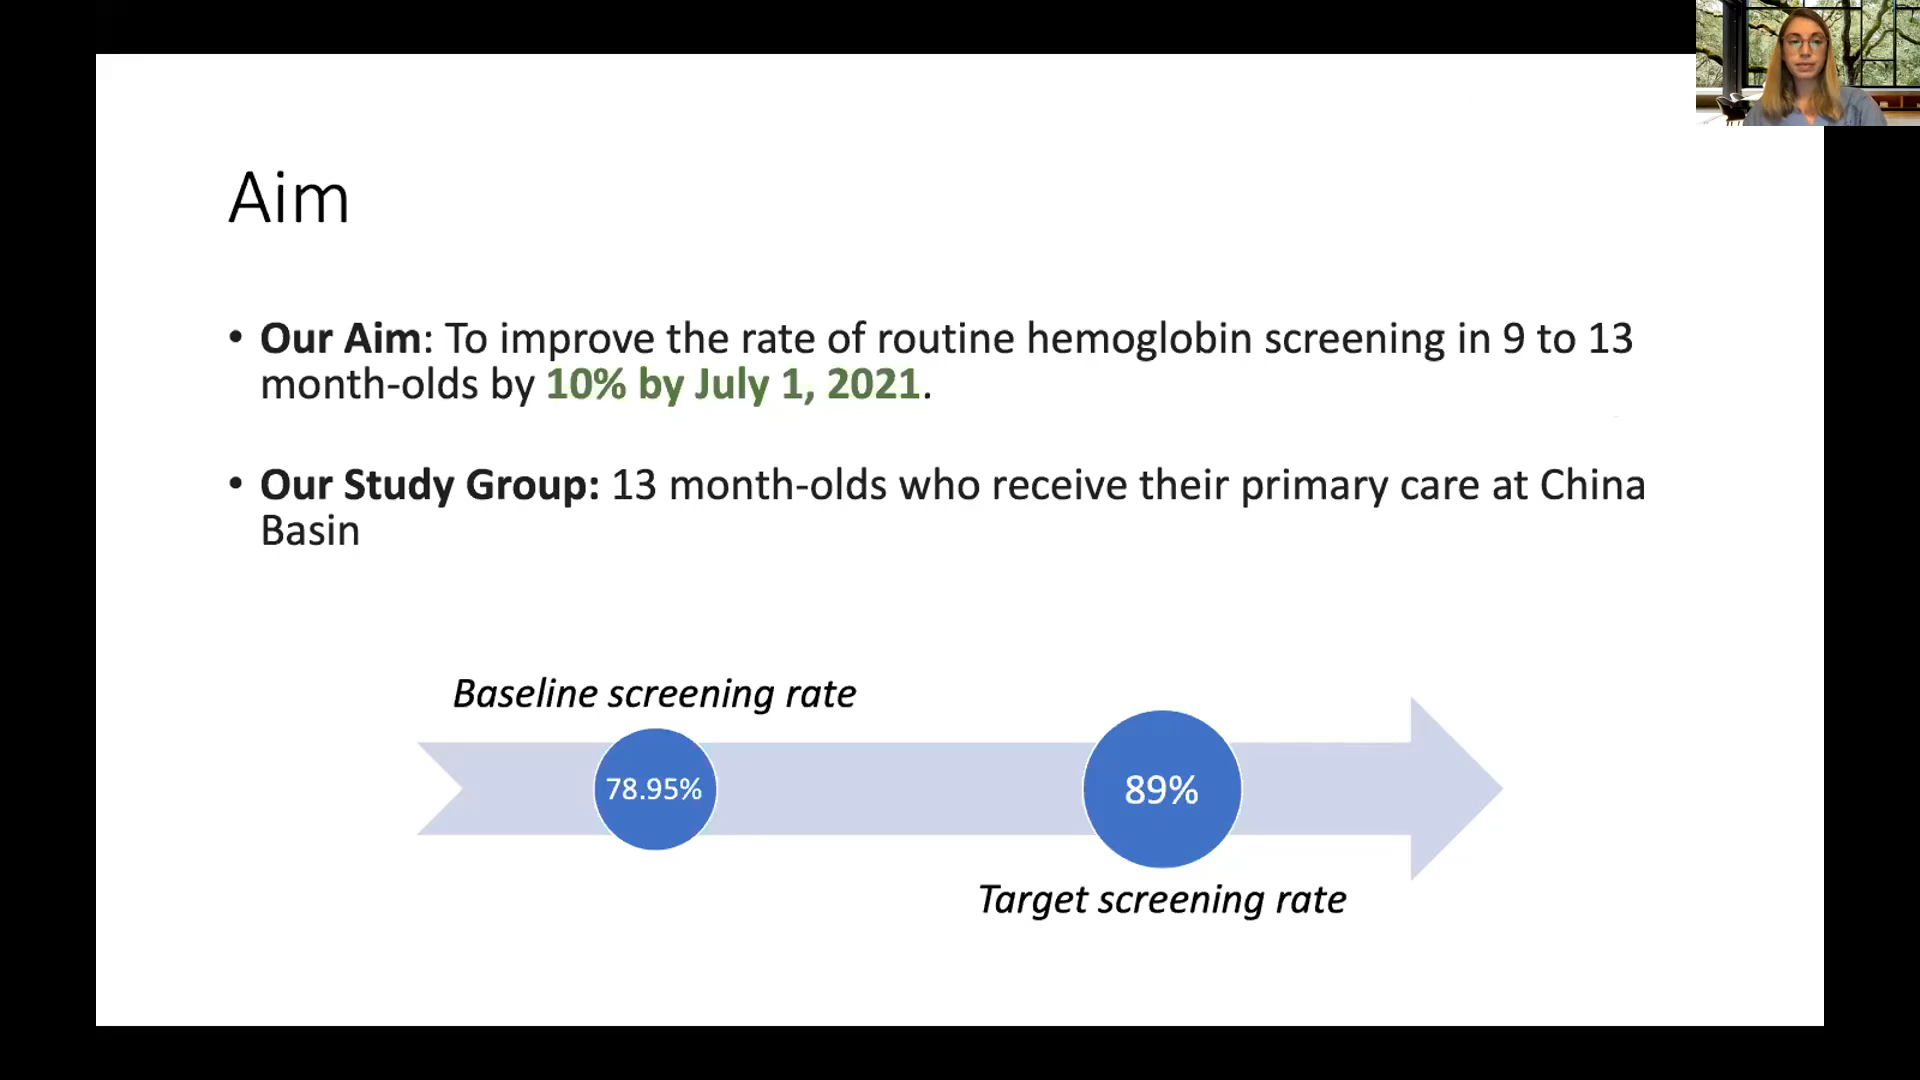 Aim
• Our Aim: To improve the rate of routine hemoglobin screening in 9 to 13
month-olds by 10% by July 1, 2021.
• Our Study Group: 13 month-olds who receive their primary care at China
Basin
Baseline screening rate
78.95%
89%
Target screening rate